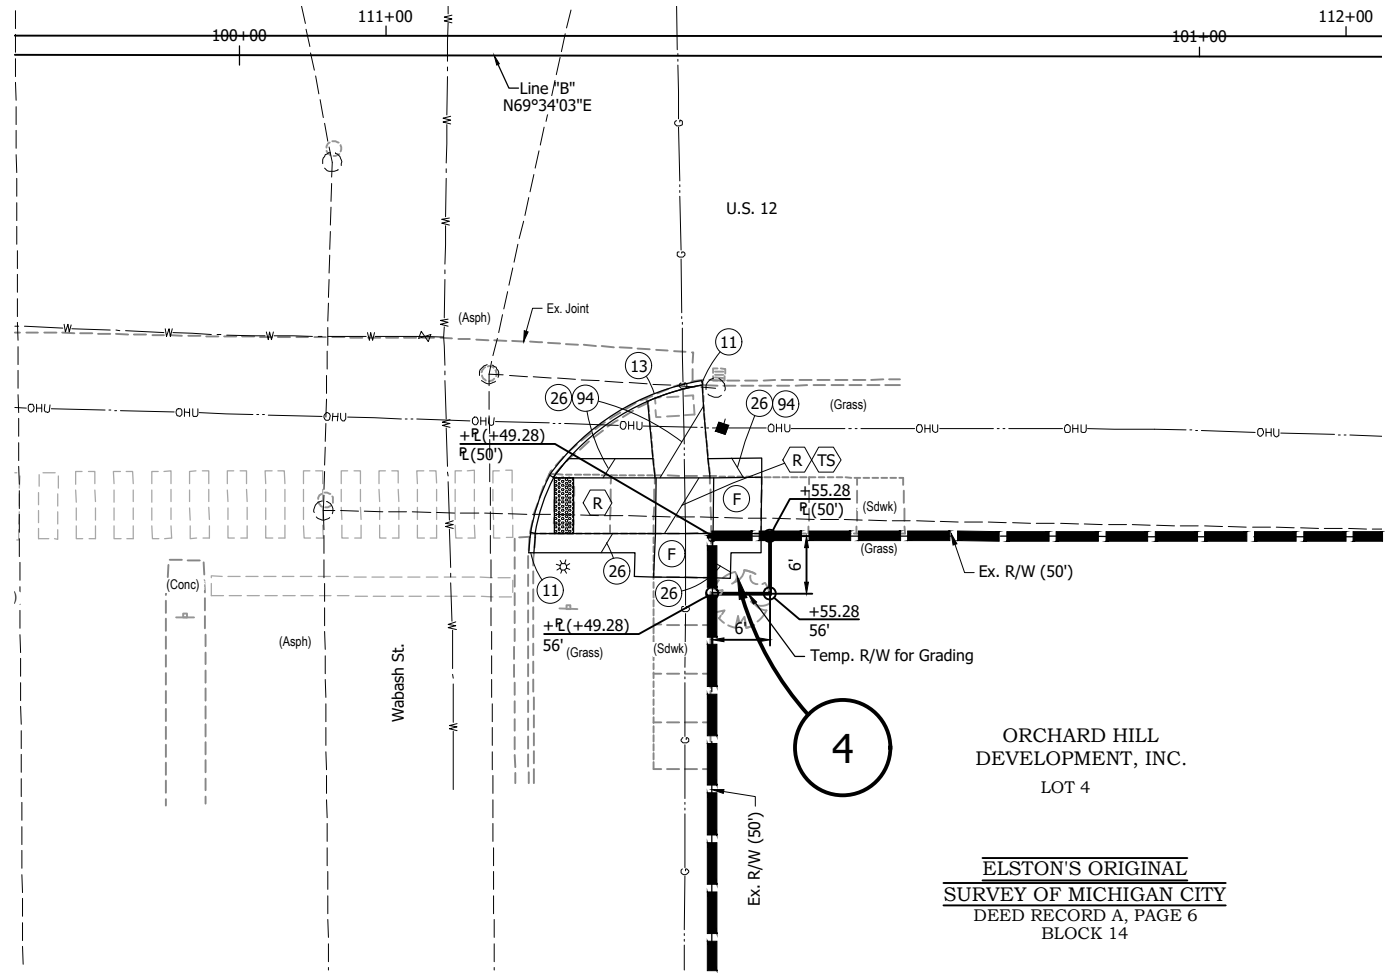 111+00
112+00
100+00
101+00
Line "B"
N69°34'03"E
W
W
W
G
U.S. 12
G
Ex. Joint
(Asph)
W W W W
W
11
13
26 94
26 94
(Grass)
OHU OHU OHU OHU OHU OHU OHU OHU OHU
+℄(+49.28)
℄(50')
R TS
R
F
+55.28
℄(50')
(Sdwk)
(Grass)
F
Ex. R/W (50')
6'
26
26
11
(Conc)
+55.28
56'
6'
+℄(+49.28)
56'
(Grass)
(Sdwk)
(Asph)
Temp. R/W for Grading
Wabash St.
4
ORCHARD HILL
DEVELOPMENT, INC.
LOT 4
Ex. R/W (50')
G
G
ELSTON'S ORIGINAL
SURVEY OF MICHIGAN CITY
DEED RECORD A, PAGE 6
BLOCK 14